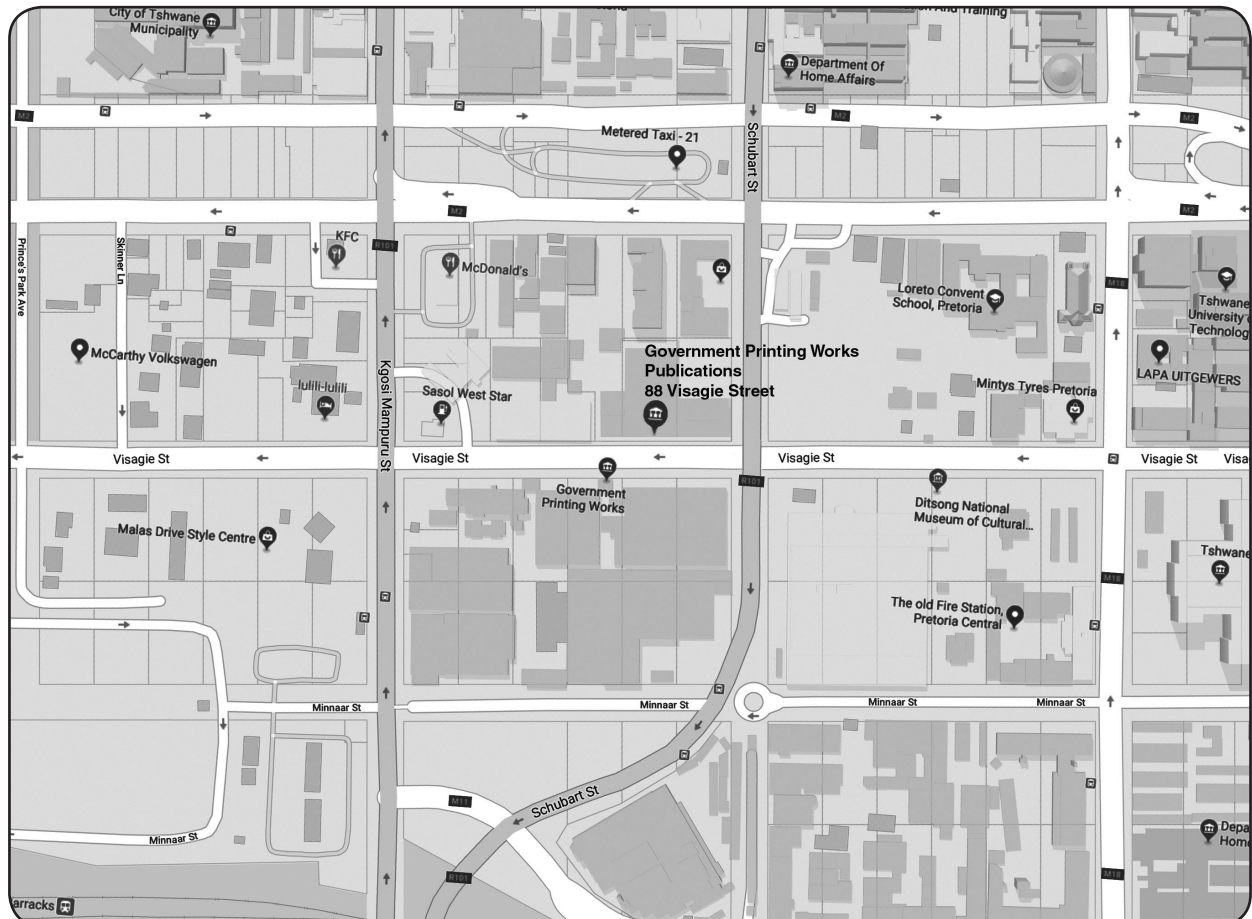 City of Tshwane
Municipality
And Training
Department Of
Home Affairs
M2
M2
M2
Metered Taxi - 21
Schubart St
M2
M2
KFC
R101
McDonald's
Prince's Park Ave
Skinner Ln
Loreto Convent
School, Pretoria
M18
Tshwane
University
Technolog
McCarthy Volkswagen
Government Printing Works
Publications
88 Visagie Street
LAPA UITGEWERS
Iulili-Iulili
Sasol West Star
Kgosi Mampuru St
Mintys Tyres Pretoria
Visagie St
Visagie St
Visagie St
Visagie St
Visa
Government
Printing Works
R101
Ditsong National
Museum of Cultural...
Malas Drive Style Centre
Tshwane
M18
The old Fire Station,
Pretoria Central
Minnaar St
Minnaar St
Minnaar St
Minnaar St
M11
Schubart St
Minnaar St
Depa
Home
R101
M18
arracks